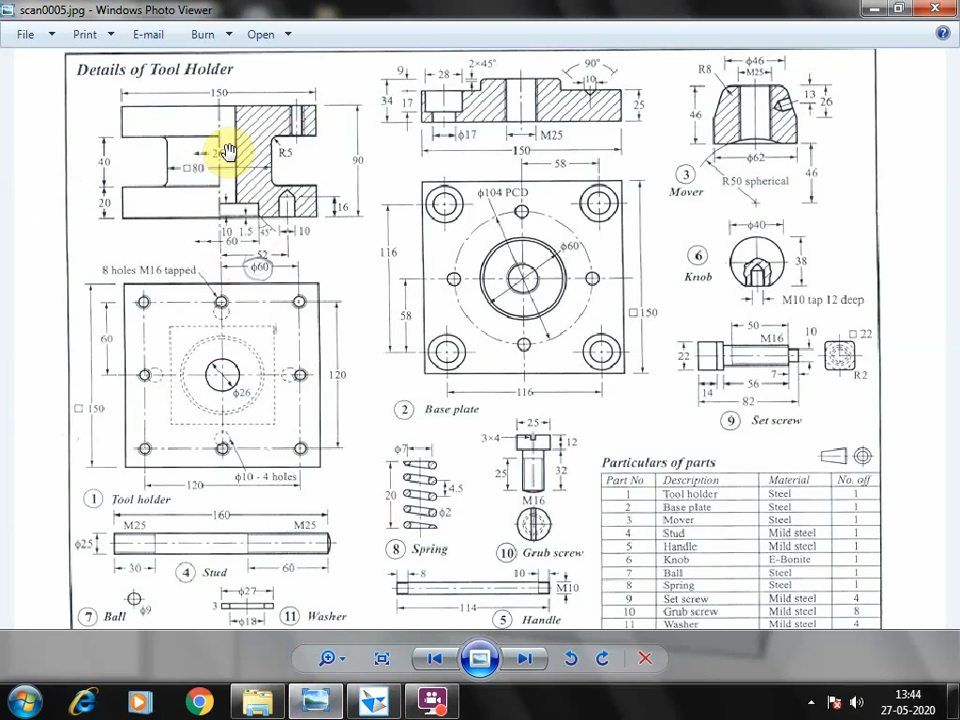 scan0005.jpg - Windows Photo Viewer
File Print E-mail Burn Open
Details of Tool Holder
150
40
20
□80
R5
90
16
10 1.5 45° 10
60
52
ϕ60
8 holes M16 tapped
60
120
□ 150
ϕ26
ϕ10 - 4 holes
120
1 Tool holder
160
M25 M25
ϕ25
30 4 Stud 60
7 Ball ϕ9
ϕ27
3
ϕ18
11 Washer
9 28 2×45° 90°
10
34 17 25
ϕ17 M25
150
58
ϕ104 PCD
116
ϕ60
□ 150
58
116
2 Base plate
ϕ7
20 4.5
ϕ2
8 Spring
25
3×4 12
25 32
M16
10 Grub screw
8 10 M10
114
5 Handle
ϕ46
R8 M25
13
46 26
ϕ62
3
Mover
R50 spherical
46
ϕ40
6
Knob
38
M10 tap 12 deep
50 10 □ 22
M16
22
7 R2
14 56
82
9 Set screw
Particulars of parts
Part No Description Material No. off
1 Tool holder Steel 1
2 Base plate Steel 1
3 Mover Steel 1
4 Stud Mild steel 1
5 Handle Mild steel 1
6 Knob E-Bonite 1
7 Ball Steel 1
8 Spring Steel 1
9 Set screw Mild steel 4
10 Grub screw Mild steel 8
11 Washer Mild steel 4
13:44
27-05-2020